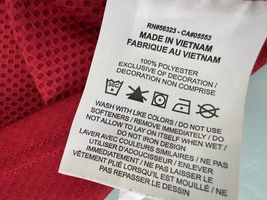 RN#56323 - CA#05553
MADE IN VIETNAM
FABRIQUE AU VIETNAM
100% POLYESTER
EXCLUSIVE OF DECORATION /
DECORATION NON COMPRISE
WASH WITH LIKE COLORS / DO NOT USE
SOFTENERS / REMOVE IMMEDIATELY / DO
NOT ALLOW TO LAY ON ITSELF WHEN WET /
DO NOT IRON DESIGN
LAVER AVEC COULEURS SIMILAIRES / NE PAS
UTILISER D'ADOUCISSEUR / ENLEVER
IMMEDIATEMENT / NE PAS LAISSER LE
VÊTEMENT PLIÉ LORSQU'IL EST HUMIDE / NE
PAS REPASSER LE DESSIN